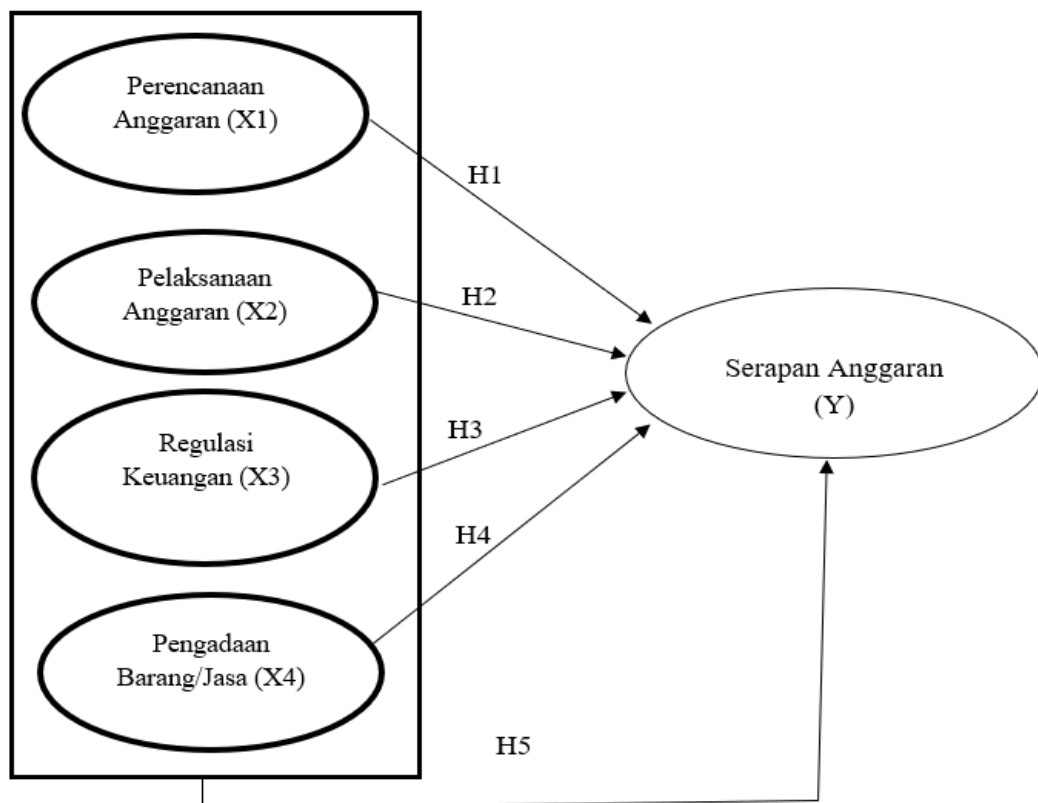 Perencanaan
Anggaran (X1)
H1
Pelaksanaan
Anggaran (X2)
H2
Serapan Anggaran
(Y)
Regulasi
Keuangan (X3)
H3
H4
Pengadaan
Barang/Jasa (X4)
H5